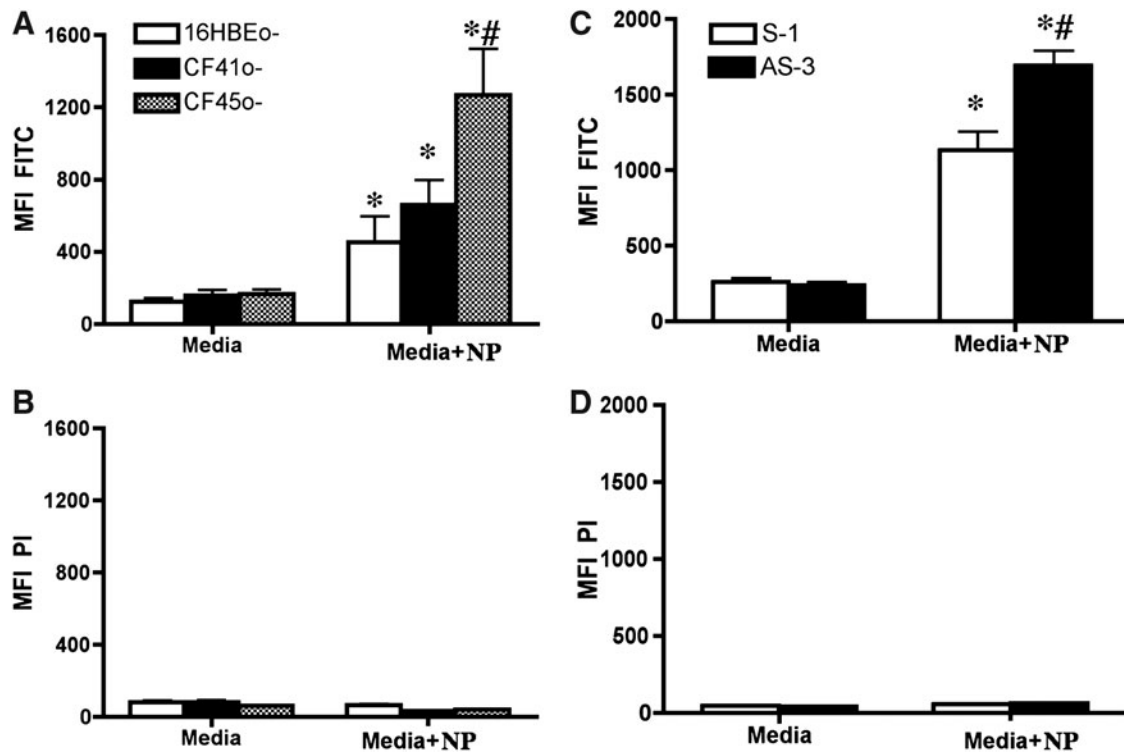 A
1600
1200
800
400
0
MFI FITC
16HBEo-
CF41o-
CF45o-
*
*
*#
Media
Media+NP
C
2000
1500
1000
500
0
MFI FITC
S-1
AS-3
*
*#
Media
Media+NP
B
1600
1200
800
400
0
MFI PI
Media
Media+NP
D
2000
1500
1000
500
0
MFI PI
Media
Media+NP